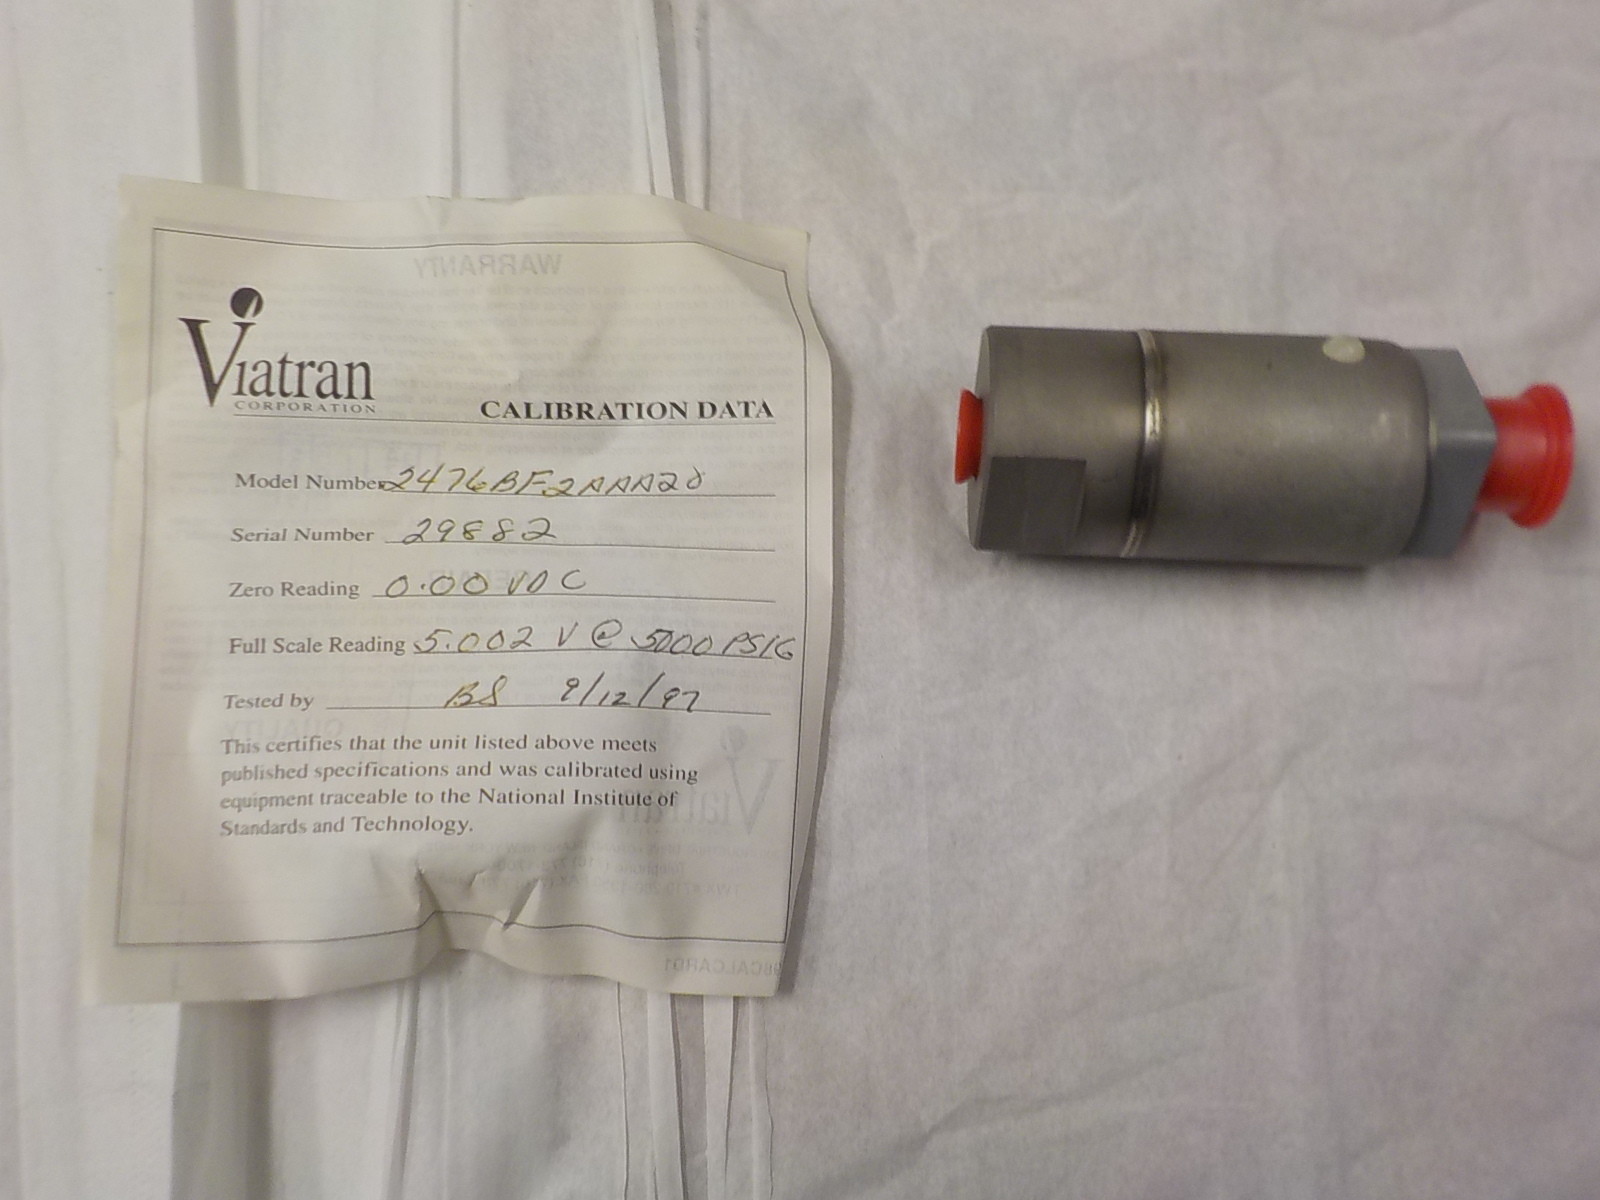 Viatran
CORPORATION
CALIBRATION DATA
Model Number 2476BF2AAA20
Serial Number 29882
Zero Reading 0.00 VDC
Full Scale Reading 5.002 V @ 5000 PSIG
Tested by BS 9/12/97
This certifies that the unit listed above meets
published specifications and was calibrated using
equipment traceable to the National Institute of
Standards and Technology.
WARRANTY
Viatran